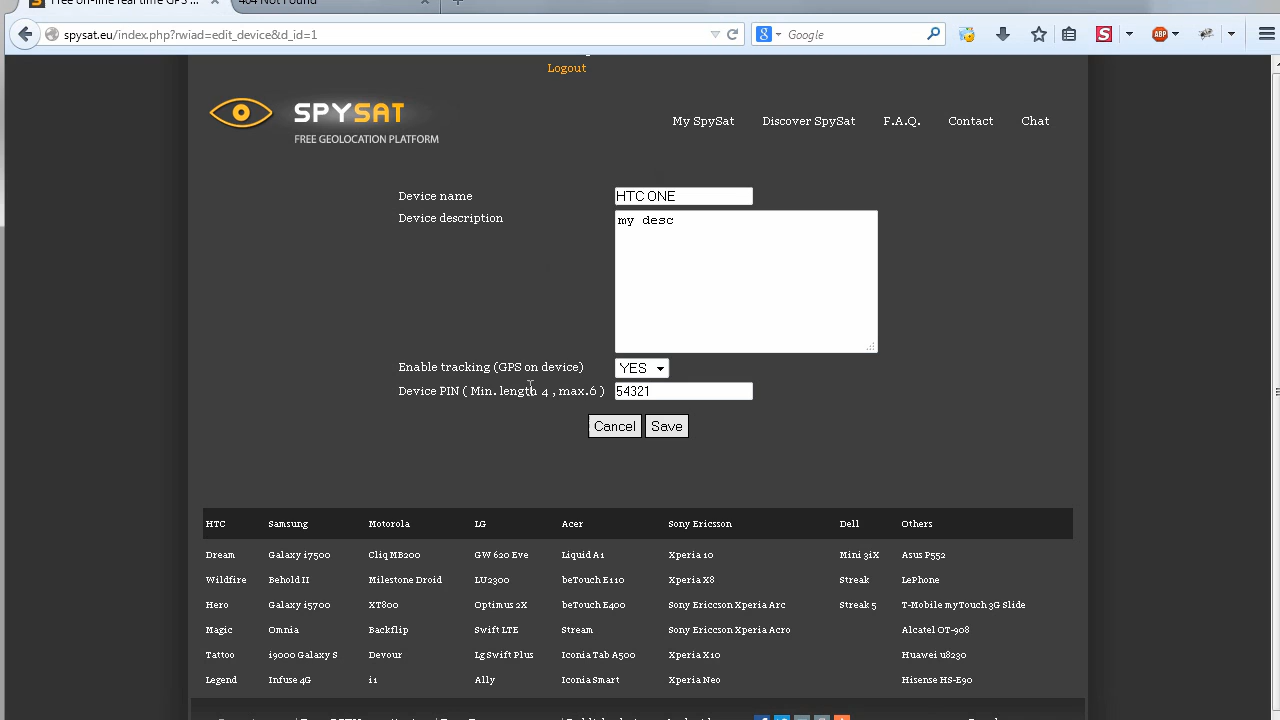 Free on-line real time GPS ...
404 Not Found
spysat.eu/index.php?rwiad=edit_device&d_id=1
Google
Logout
SPYSAT
FREE GEOLOCATION PLATFORM
My SpySat Discover SpySat F.A.Q. Contact Chat
Device name HTC ONE
Device description my desc
Enable tracking (GPS on device) YES
Device PIN ( Min. length 4 , max.6 ) 54321
Cancel Save
HTC Samsung Motorola LG Acer Sony Ericsson Dell Others
Dream Galaxy i7500 Cliq MB200 GW 620 Eve Liquid A1 Xperia 10 Mini 3iX Asus P552
Wildfire Behold II Milestone Droid LU2300 beTouch E110 Xperia X8 Streak LePhone
Hero Galaxy i5700 XT800 Optimus 2X beTouch E400 Sony Ericcson Xperia Arc Streak 5 T-Mobile myTouch 3G Slide
Magic Omnia Backflip Swift LTE Stream Sony Ericcson Xperia Acro Alcatel OT-908
Tattoo i9000 Galaxy S Devour Lg Swift Plus Iconia Tab A500 Xperia X10 Huawei u8230
Legend Infuse 4G i1 Ally Iconia Smart Xperia Neo Hisense HS-E90